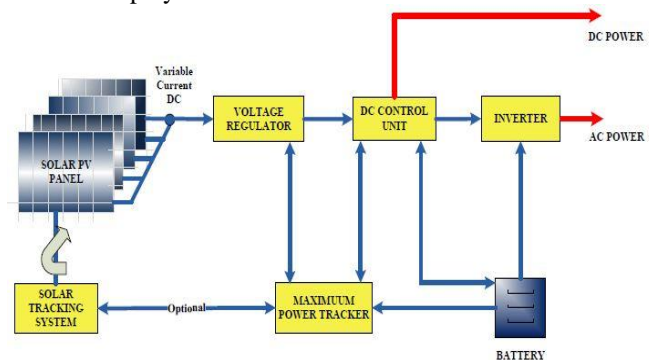 Variable
Current
DC
DC POWER
VOLTAGE
REGULATOR
DC CONTROL
UNIT
INVERTER
AC POWER
SOLAR PV
PANEL
SOLAR
TRACKING
SYSTEM
Optional
MAXIMUUM
POWER TRACKER
BATTERY